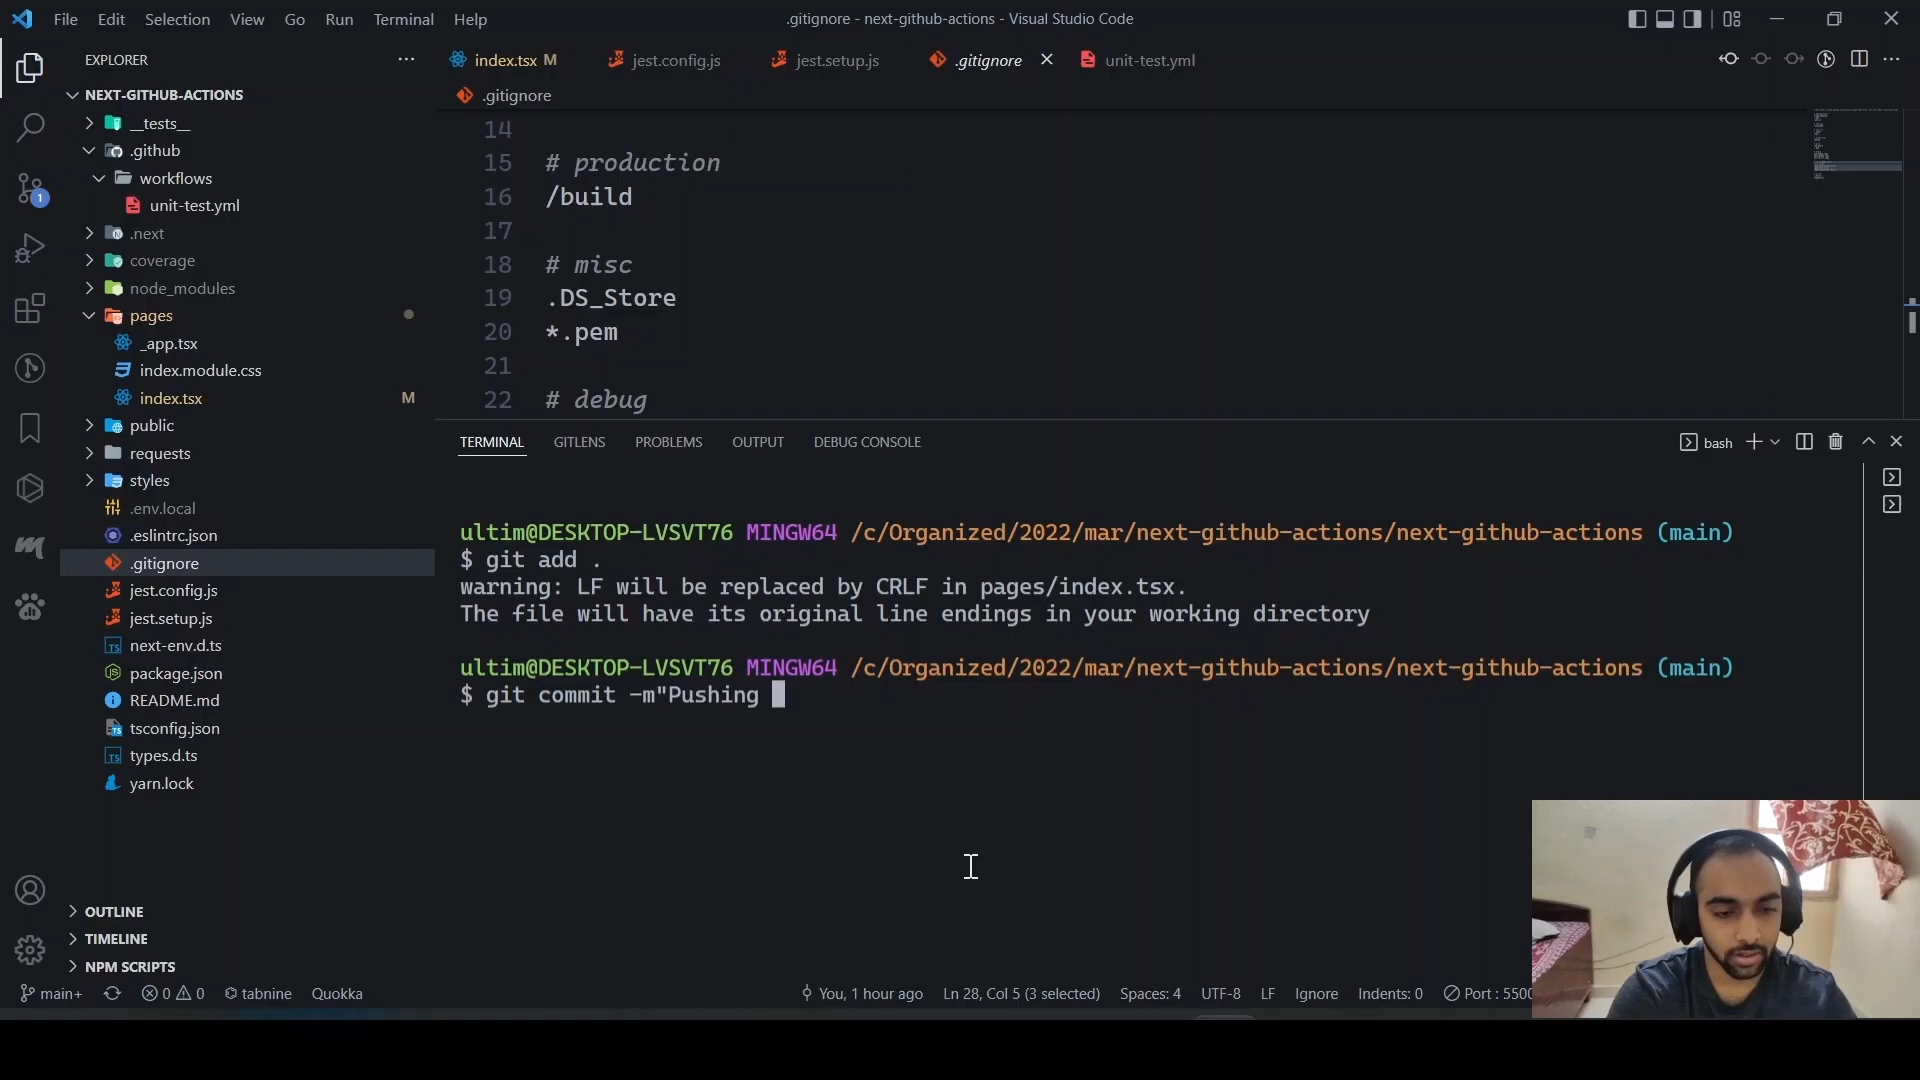 File Edit Selection View Go Run Terminal Help
.gitignore - next-github-actions - Visual Studio Code
EXPLORER
index.tsx M
jest.config.js
jest.setup.js
.gitignore
unit-test.yml
NEXT-GITHUB-ACTIONS
__tests__
.github
workflows
unit-test.yml
.next
coverage
node_modules
pages
_app.tsx
index.module.css
index.tsx M
public
requests
styles
.env.local
.eslintrc.json
.gitignore
jest.config.js
jest.setup.js
next-env.d.ts
package.json
README.md
tsconfig.json
types.d.ts
yarn.lock
OUTLINE
TIMELINE
NPM SCRIPTS
1
.gitignore
14
15 # production
16 /build
17
18 # misc
19 .DS_Store
20 *.pem
21
22 # debug
TERMINAL GITLENS PROBLEMS OUTPUT DEBUG CONSOLE
bash
ultim@DESKTOP-LVSVT76 MINGW64 /c/Organized/2022/mar/next-github-actions/next-github-actions (main)
$ git add .
warning: LF will be replaced by CRLF in pages/index.tsx.
The file will have its original line endings in your working directory
ultim@DESKTOP-LVSVT76 MINGW64 /c/Organized/2022/mar/next-github-actions/next-github-actions (main)
$ git commit -m"Pushing
main+ 0 0 tabnine Quokka
You, 1 hour ago Ln 28, Col 5 (3 selected) Spaces: 4 UTF-8 LF Ignore Indents: 0 Port : 5500